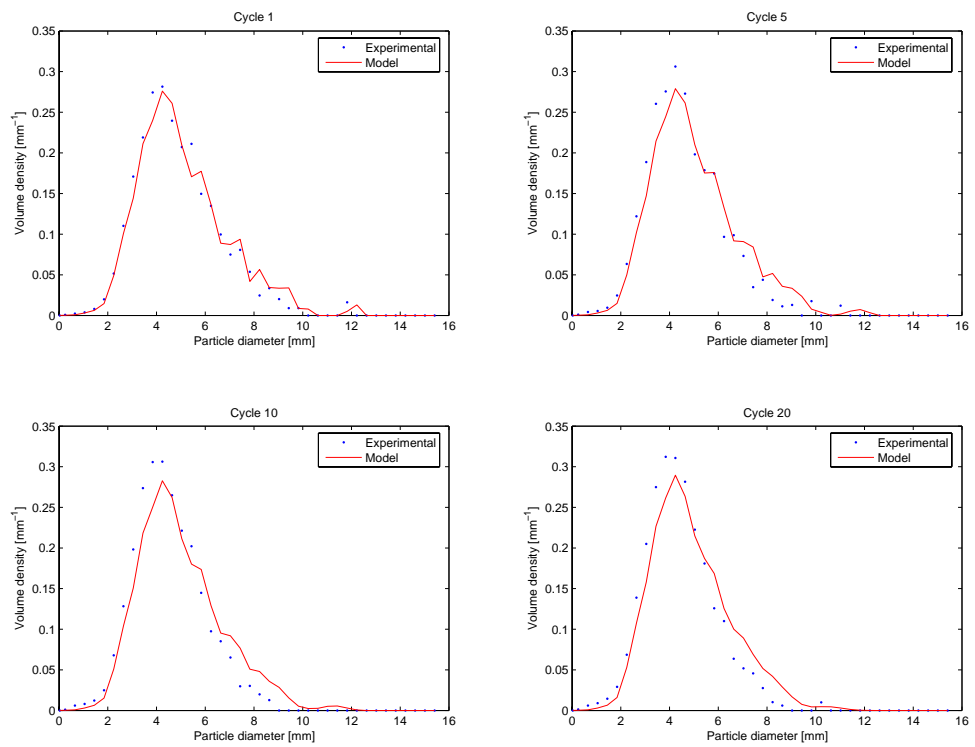 Cycle 1
0.35
0.3
0.25
0.2
0.15
0.1
0.05
0
Volume density [mm⁻¹]
Experimental
Model
0 2 4 6 8 10 12 14 16
Particle diameter [mm]
Cycle 5
0.35
0.3
0.25
0.2
0.15
0.1
0.05
0
Volume density [mm⁻¹]
Experimental
Model
0 2 4 6 8 10 12 14 16
Particle diameter [mm]
Cycle 10
0.35
0.3
0.25
0.2
0.15
0.1
0.05
0
Volume density [mm⁻¹]
Experimental
Model
0 2 4 6 8 10 12 14 16
Particle diameter [mm]
Cycle 20
0.35
0.3
0.25
0.2
0.15
0.1
0.05
0
Volume density [mm⁻¹]
Experimental
Model
0 2 4 6 8 10 12 14 16
Particle diameter [mm]